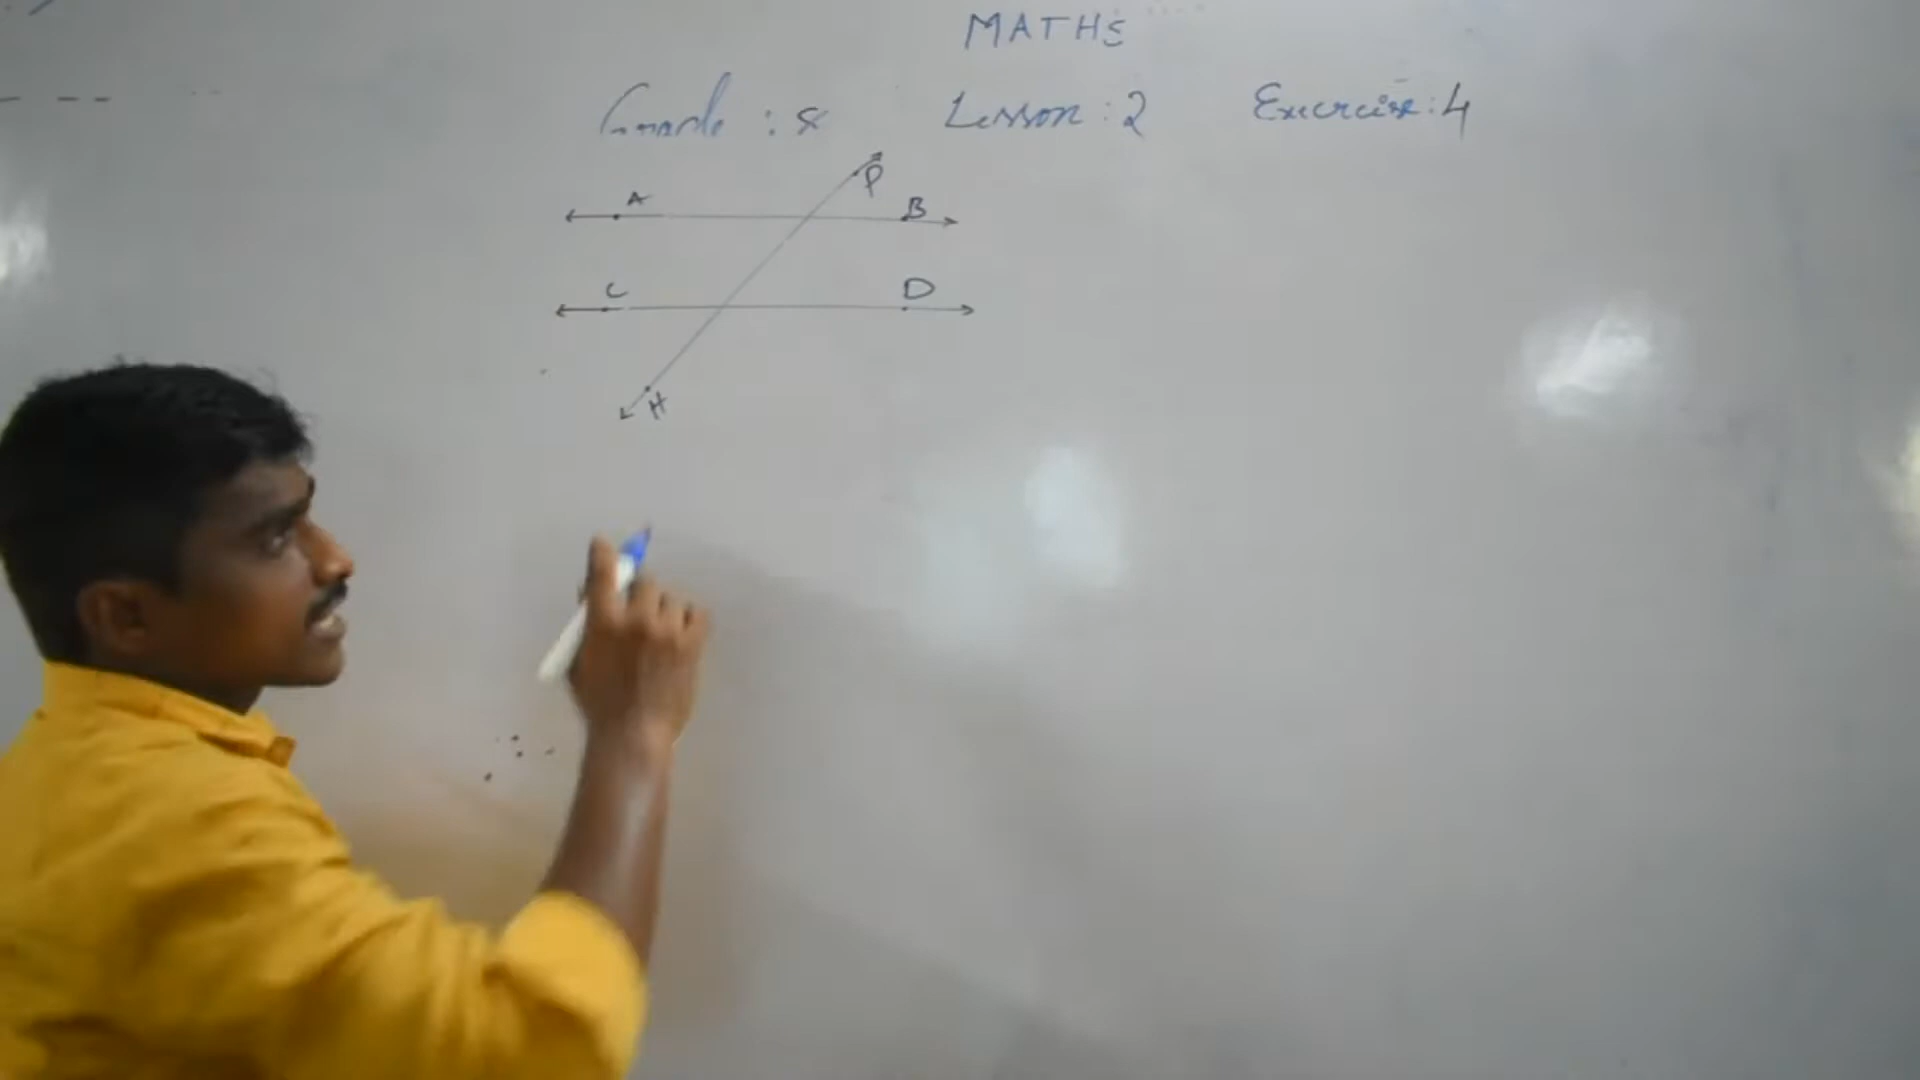 MATHS
Grade : 8 Lesson : 2 Exercise : 4
P
A B
C D
H